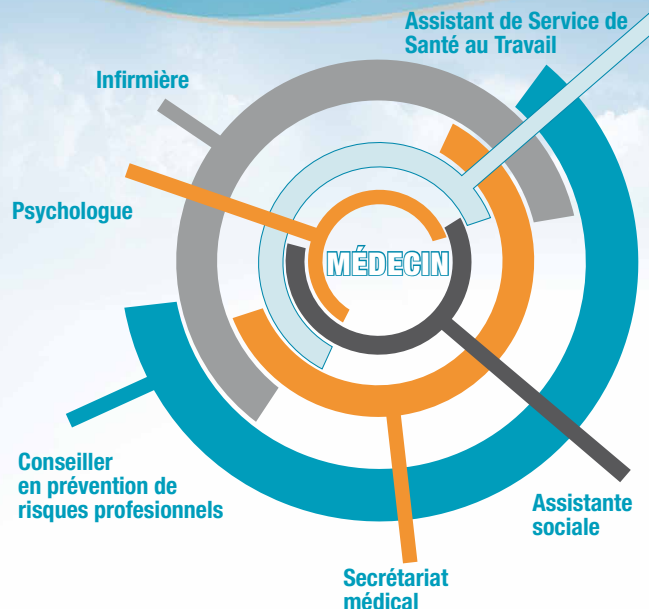 Assistant de Service de
Santé au Travail
Infirmière
Psychologue
MÉDECIN
Conseiller
en prévention de
risques profesionnels
Assistante
sociale
Secrétariat
médical